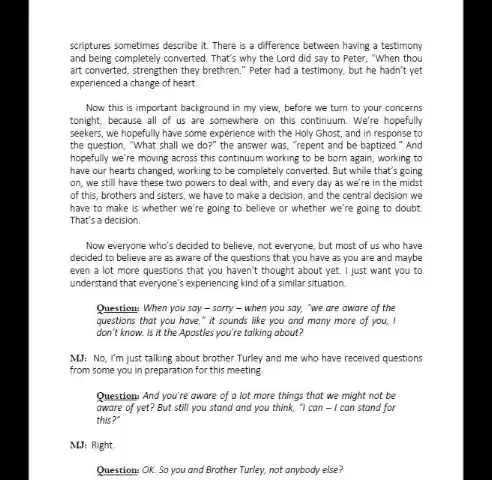 scriptures sometimes describe it. There is a difference between having a testimony
and being completely converted. That's why the Lord did say to Peter, "When thou
art converted, strengthen they brethren." Peter had a testimony, but he hadn't yet
experienced a change of heart.
Now this is important background in my view, before we turn to your concerns
tonight, because all of us are somewhere on this continuum. We're hopefully
seekers, we hopefully have some experience with the Holy Ghost, and in response to
the question, "What shall we do?" the answer was, "repent and be baptized." And
hopefully we're moving across this continuum working to be born again, working to
have our hearts changed, working to be completely converted. But while that's going
on, we still have these two powers to deal with, and every day as we're in the midst
of this, brothers and sisters, we have to make a decision, and the central decision we
have to make is whether we're going to believe or whether we're going to doubt.
That's a decision.
Now everyone who's decided to believe, not everyone, but most of us who have
decided to believe are as aware of the questions that you have as you are and maybe
even a lot more questions that you haven't thought about yet. I just want you to
understand that everyone's experiencing kind of a similar situation.
Question: When you say – sorry – when you say, "we are aware of the
questions that you have," it sounds like you and many more of you, I
don't know. Is it the Apostles you're talking about?
MJ: No, I'm just talking about brother Turley and me who have received questions
from some you in preparation for this meeting.
Question: And you're aware of a lot more things that we might not be
aware of yet? But still you stand and you think, "I can – I can stand for
this?"
MJ: Right.
Question: OK. So you and Brother Turley, not anybody else?